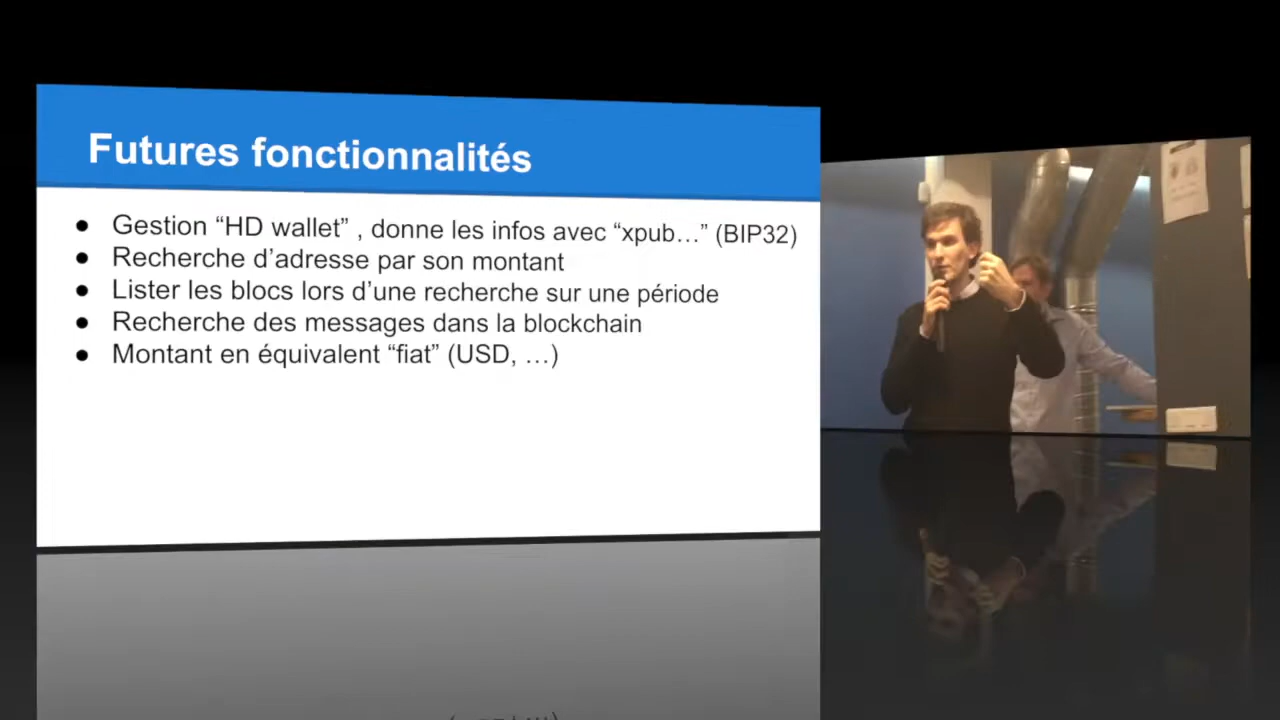 Futures fonctionnalités
● Gestion “HD wallet” , donne les infos avec “xpub…” (BIP32)
● Recherche d’adresse par son montant
● Lister les blocs lors d’une recherche sur une période
● Recherche des messages dans la blockchain
● Montant en équivalent “fiat” (USD, …)